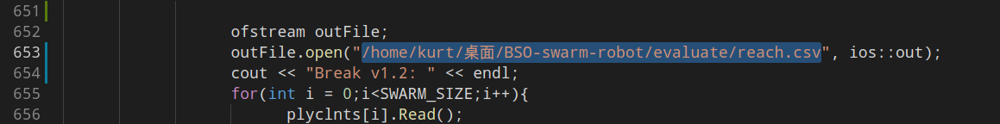 651
652 ofstream outFile;
653 outFile.open("/home/kurt/桌面/BSO-swarm-robot/evaluate/reach.csv", ios::out);
654 cout << "Break v1.2: " << endl;
655 for(int i = 0;i<SWARM_SIZE;i++){
656 plyclnts[i].Read();